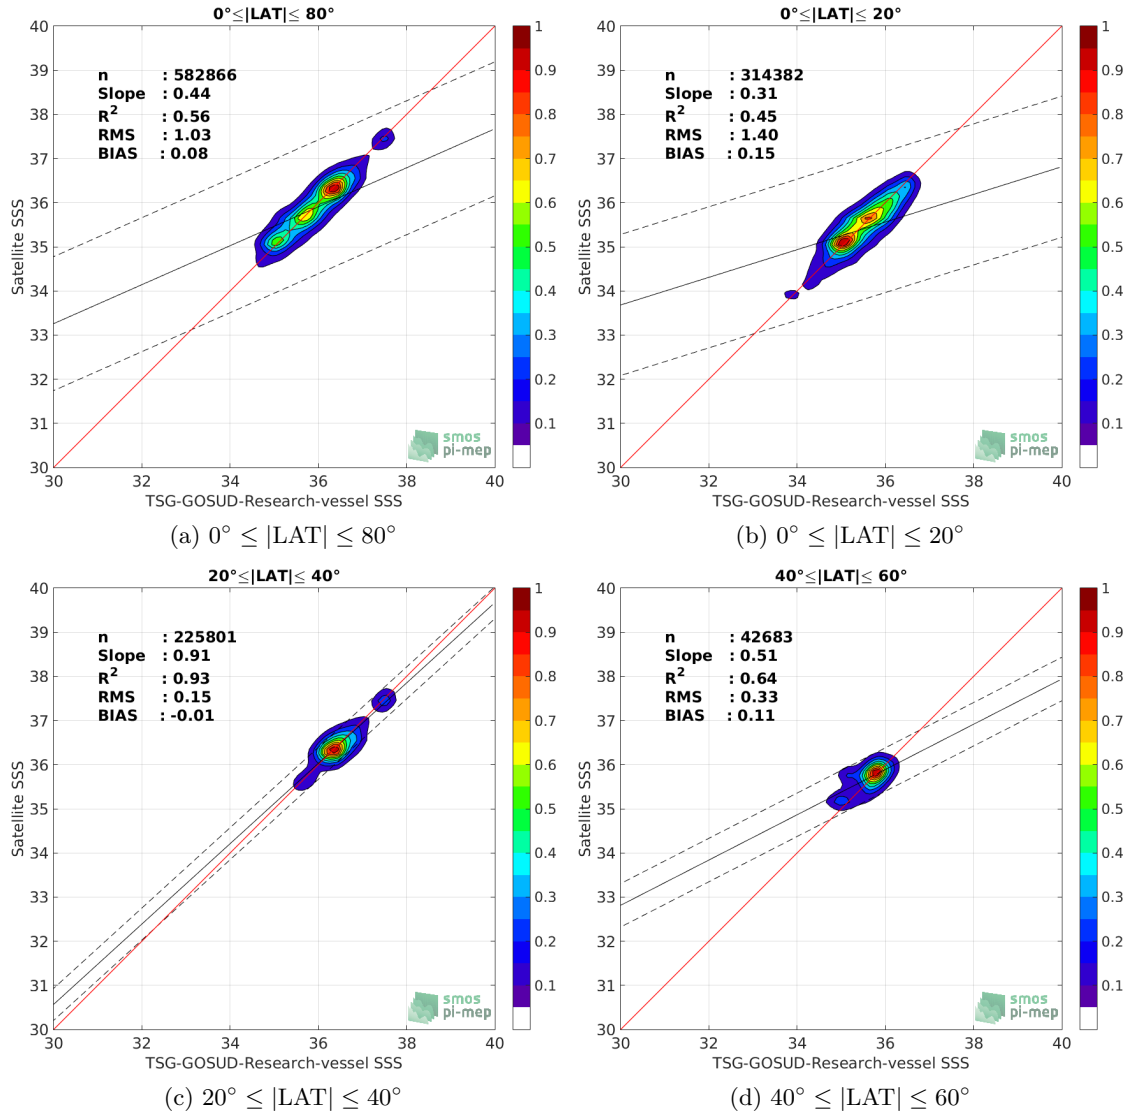 0°≤|LAT|≤ 80°
40
39
38
37
36
35
34
33
32
31
30
Satellite SSS
n : 582866
Slope : 0.44
R² : 0.56
RMS : 1.03
BIAS : 0.08
smos
pi-mep
30 32 34 36 38 40
TSG-GOSUD-Research-vessel SSS
1
0.9
0.8
0.7
0.6
0.5
0.4
0.3
0.2
0.1
(a) 0° ≤ |LAT| ≤ 80°
0°≤|LAT|≤ 20°
40
39
38
37
36
35
34
33
32
31
30
Satellite SSS
n : 314382
Slope : 0.31
R² : 0.45
RMS : 1.40
BIAS : 0.15
smos
pi-mep
30 32 34 36 38 40
TSG-GOSUD-Research-vessel SSS
1
0.9
0.8
0.7
0.6
0.5
0.4
0.3
0.2
0.1
(b) 0° ≤ |LAT| ≤ 20°
20°≤|LAT|≤ 40°
40
39
38
37
36
35
34
33
32
31
30
Satellite SSS
n : 225801
Slope : 0.91
R² : 0.93
RMS : 0.15
BIAS : -0.01
smos
pi-mep
30 32 34 36 38 40
TSG-GOSUD-Research-vessel SSS
1
0.9
0.8
0.7
0.6
0.5
0.4
0.3
0.2
0.1
(c) 20° ≤ |LAT| ≤ 40°
40°≤|LAT|≤ 60°
40
39
38
37
36
35
34
33
32
31
30
Satellite SSS
n : 42683
Slope : 0.51
R² : 0.64
RMS : 0.33
BIAS : 0.11
smos
pi-mep
30 32 34 36 38 40
TSG-GOSUD-Research-vessel SSS
1
0.9
0.8
0.7
0.6
0.5
0.4
0.3
0.2
0.1
(d) 40° ≤ |LAT| ≤ 60°